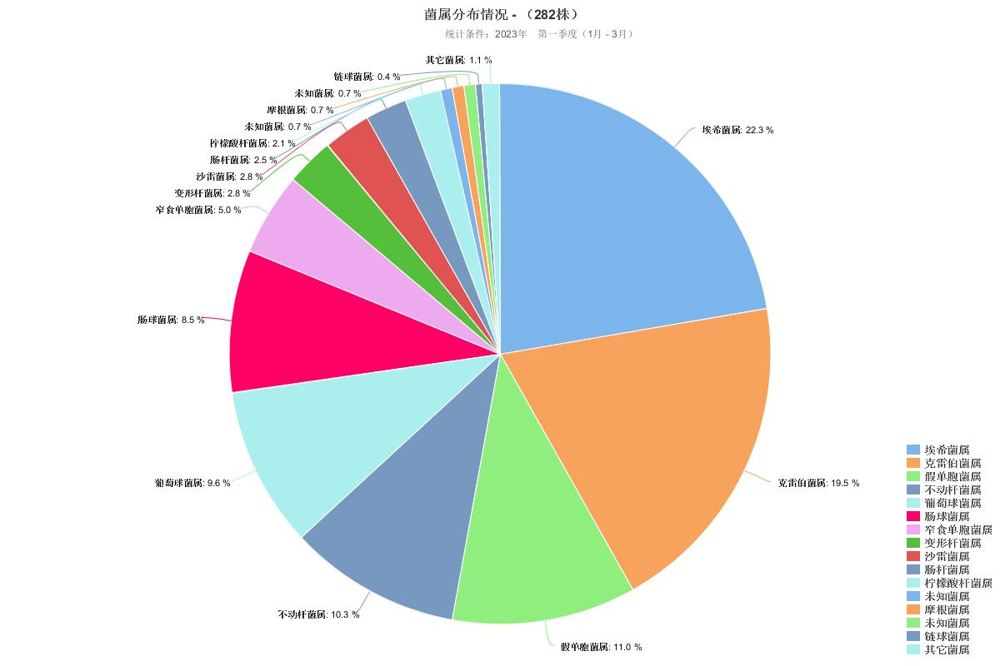 菌属分布情况 - （282株）
统计条件：2023年　第一季度（1月 - 3月）
其它菌属: 1.1 %
链球菌属: 0.4 %
未知菌属: 0.7 %
摩根菌属: 0.7 %
未知菌属: 0.7 %
柠檬酸杆菌属: 2.1 %
肠杆菌属: 2.5 %
沙雷菌属: 2.8 %
变形杆菌属: 2.8 %
窄食单胞菌属: 5.0 %
埃希菌属: 22.3 %
肠球菌属: 8.5 %
葡萄球菌属: 9.6 %
克雷伯菌属: 19.5 %
不动杆菌属: 10.3 %
假单胞菌属: 11.0 %
埃希菌属
克雷伯菌属
假单胞菌属
不动杆菌属
葡萄球菌属
肠球菌属
窄食单胞菌属
变形杆菌属
沙雷菌属
肠杆菌属
柠檬酸杆菌属
未知菌属
摩根菌属
未知菌属
链球菌属
其它菌属